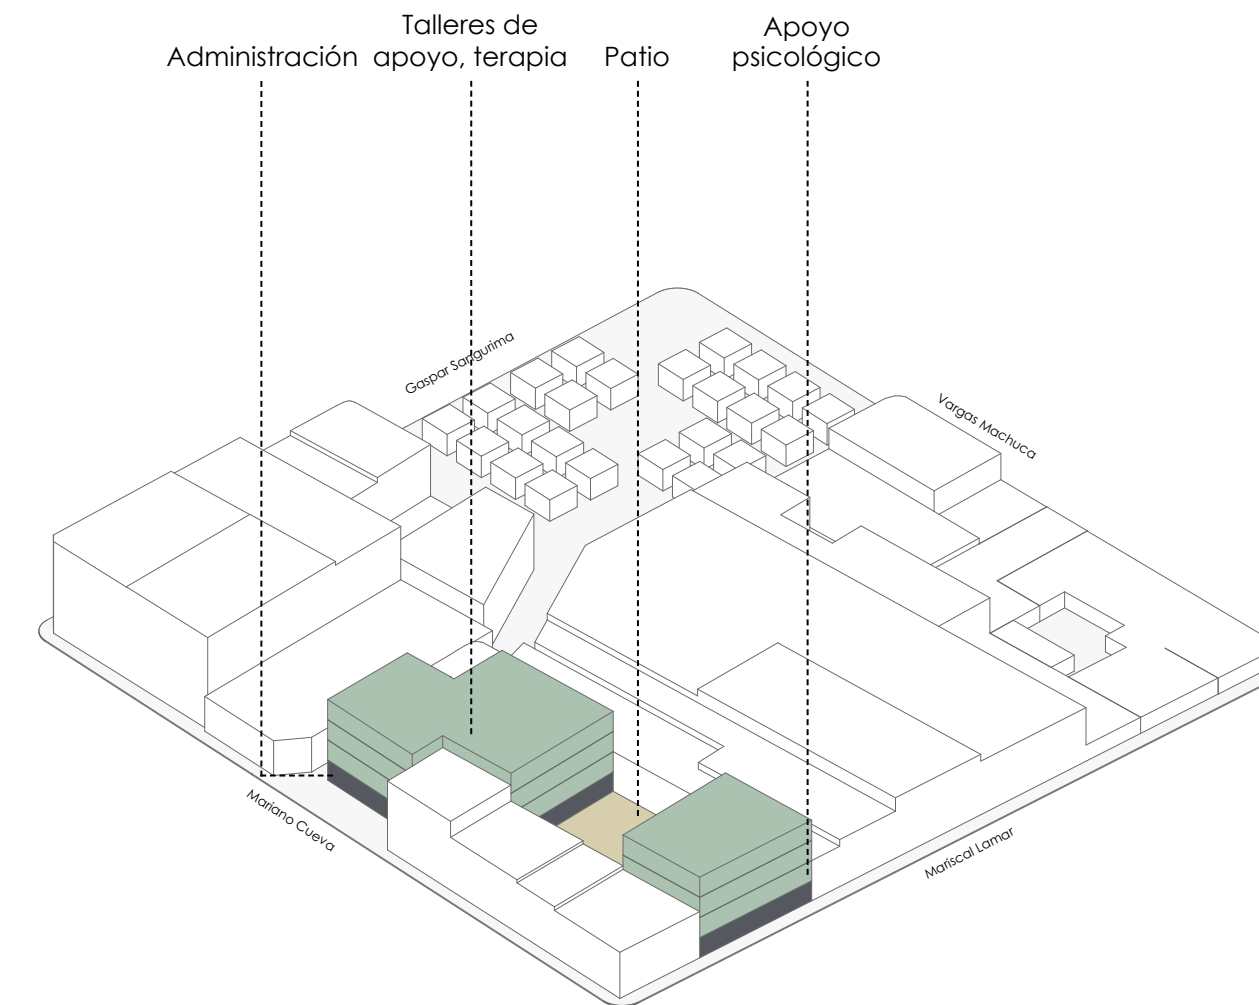 Administración
Talleres de
apoyo, terapia
Patio
Apoyo
psicológico
Gaspar Sangurima
Vargas Machuca
Mariano Cueva
Mariscal Lamar